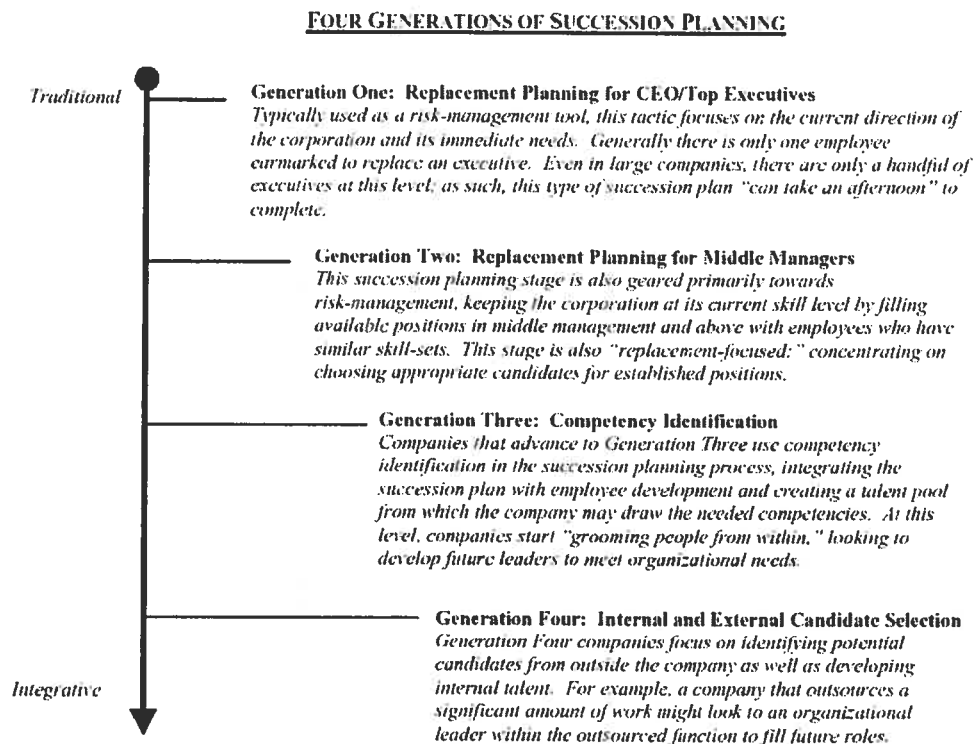 FOUR GENERATIONS OF SUCCESSION PLANNING
Traditional
Generation One: Replacement Planning for CEO/Top Executives
Typically used as a risk-management tool, this tactic focuses on the current direction of
the corporation and its immediate needs. Generally there is only one employee
earmarked to replace an executive. Even in large companies, there are only a handful of
executives at this level; as such, this type of succession plan "can take an afternoon" to
complete.
Generation Two: Replacement Planning for Middle Managers
This succession planning stage is also geared primarily towards
risk-management, keeping the corporation at its current skill level by filling
available positions in middle management and above with employees who have
similar skill-sets. This stage is also "replacement-focused:" concentrating on
choosing appropriate candidates for established positions.
Generation Three: Competency Identification
Companies that advance to Generation Three use competency
identification in the succession planning process, integrating the
succession plan with employee development and creating a talent pool
from which the company may draw the needed competencies. At this
level, companies start "grooming people from within," looking to
develop future leaders to meet organizational needs.
Generation Four: Internal and External Candidate Selection
Generation Four companies focus on identifying potential
candidates from outside the company as well as developing
internal talent. For example, a company that outsources a
significant amount of work might look to an organizational
leader within the outsourced function to fill future roles.
Integrative